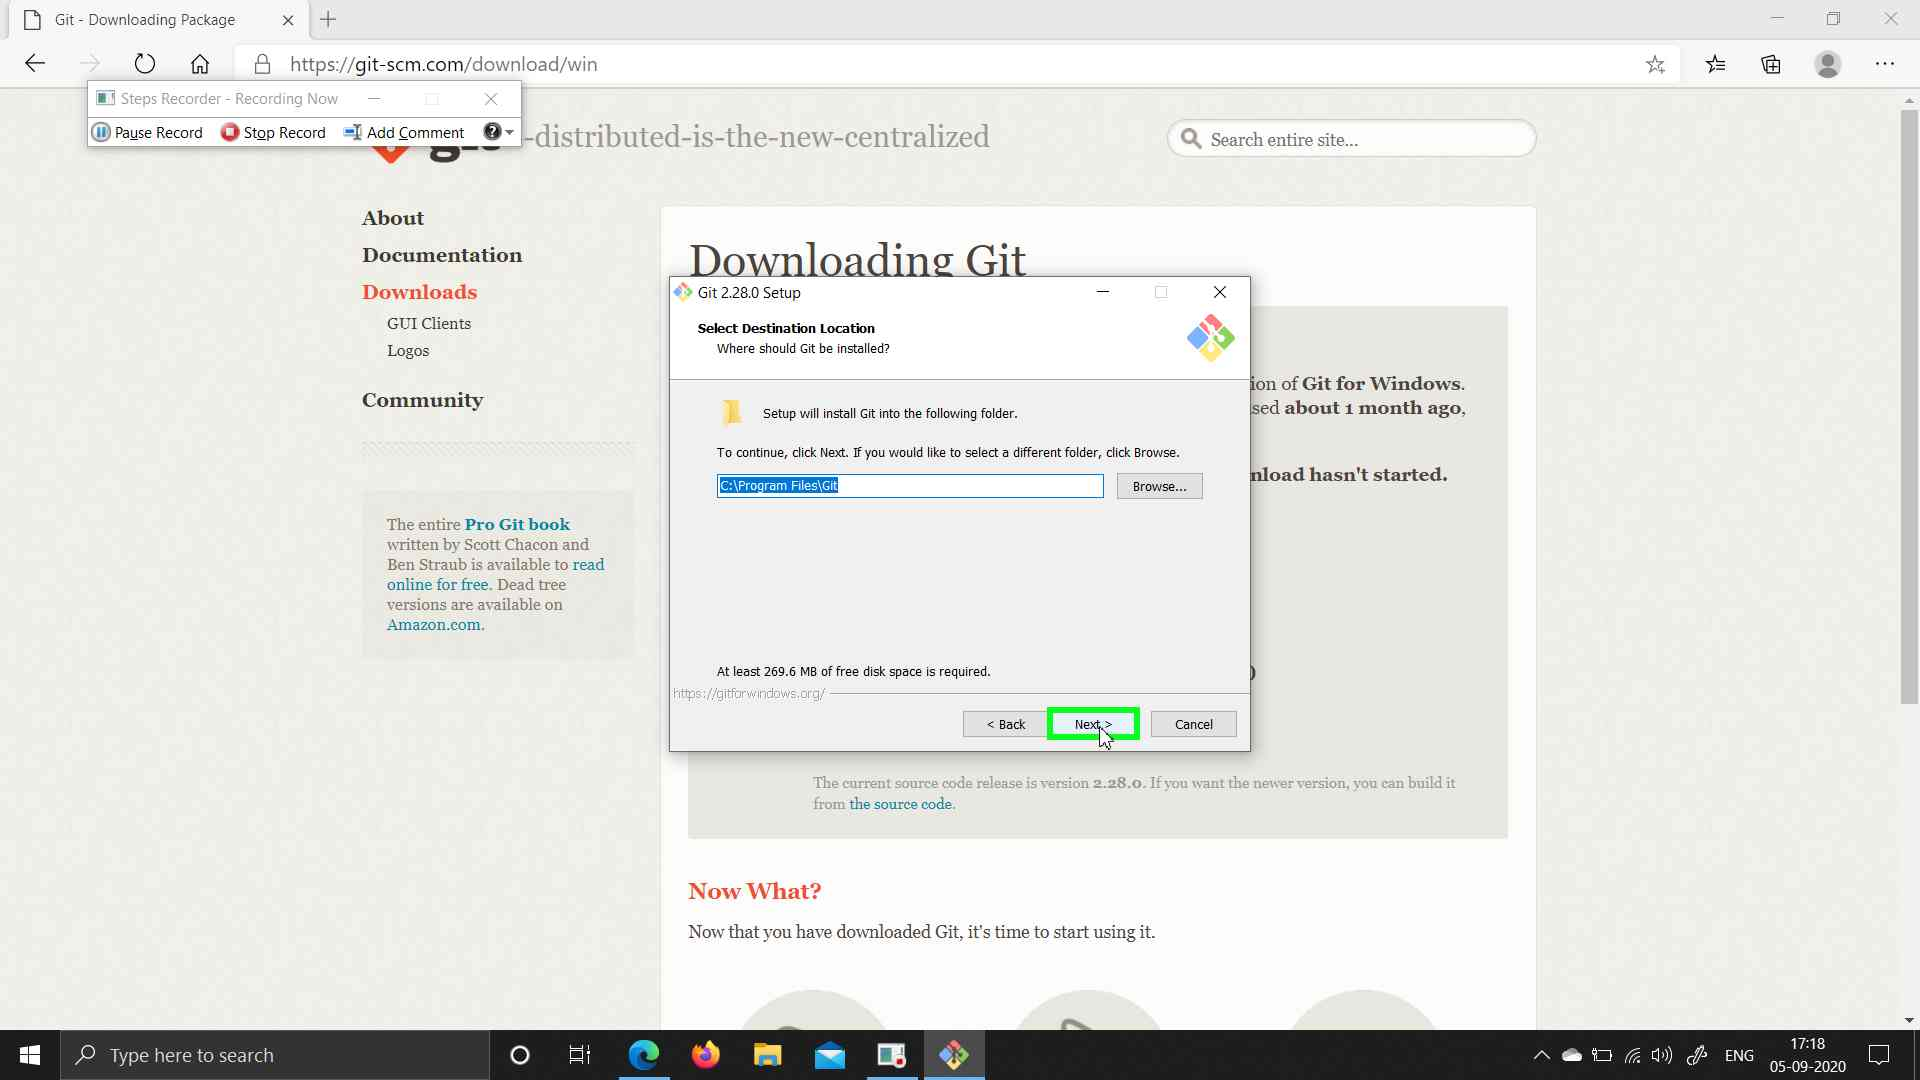 Git - Downloading Package
https://git-scm.com/download/win
Steps Recorder - Recording Now
Pause Record
Stop Record
Add Comment
-distributed-is-the-new-centralized
Search entire site...
About
Documentation
Downloads
GUI Clients
Logos
Community
The entire Pro Git book
written by Scott Chacon and
Ben Straub is available to read
online for free. Dead tree
versions are available on
Amazon.com.
Downloading Git
ion of Git for Windows.
sed about 1 month ago,
nload hasn't started.
Git 2.28.0 Setup
Select Destination Location
Where should Git be installed?
Setup will install Git into the following folder.
To continue, click Next. If you would like to select a different folder, click Browse.
C:\Program Files\Git
Browse...
At least 269.6 MB of free disk space is required.
https://gitforwindows.org/
< Back
Next >
Cancel
The current source code release is version 2.28.0. If you want the newer version, you can build it
from the source code.
Now What?
Now that you have downloaded Git, it's time to start using it.
Type here to search
ENG
17:18
05-09-2020